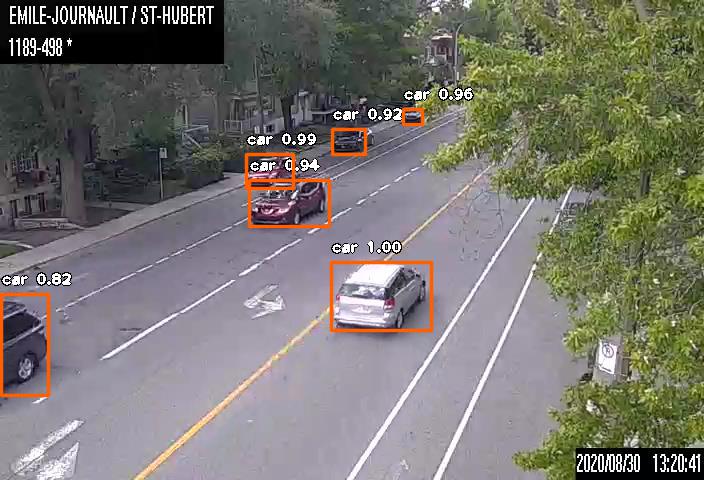 EMILE-JOURNAULT / ST-HUBERT
1189-498 *
car 0.96
car 0.92
car 0.99
car 0.94
car 1.00
car 0.82
2020/08/30 13:20:41